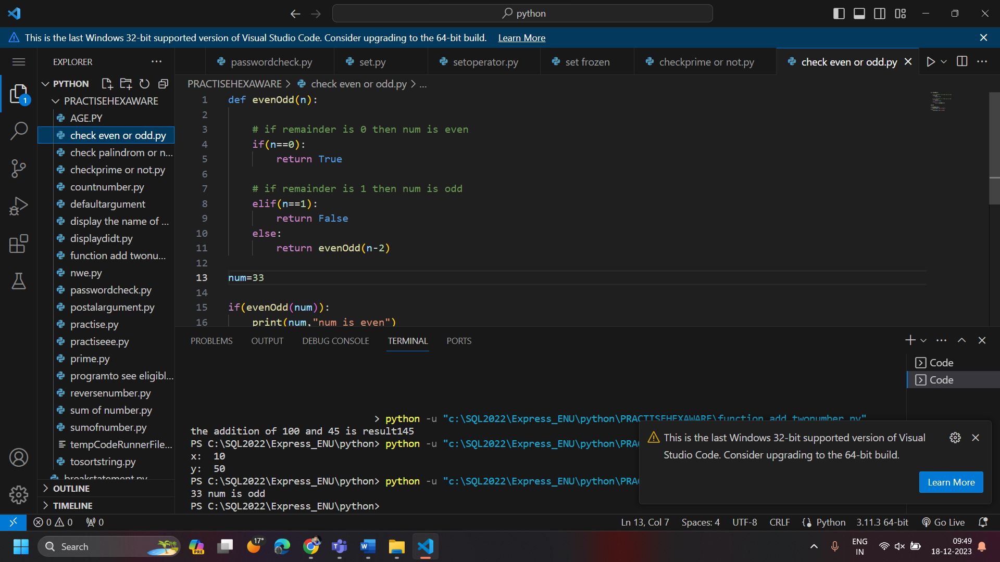 python
This is the last Windows 32-bit supported version of Visual Studio Code. Consider upgrading to the 64-bit build. Learn More
EXPLORER
passwordcheck.py
set.py
setoperator.py
set frozen
checkprime or not.py
check even or odd.py
PYTHON
PRACTISEHEXAWARE
AGE.PY
check even or odd.py
check palindrom or n...
checkprime or not.py
countnumber.py
defaultargument
display the name of ...
displaydidt.py
function add twonu...
nwe.py
passwordcheck.py
postalargument.py
practise.py
practiseee.py
prime.py
programto see eligibl...
reversenumber.py
sum of number.py
sumofnumber.py
tempCodeRunnerFile...
tosortstring.py
breakstatement.py
OUTLINE
TIMELINE
1
PRACTISEHEXAWARE > check even or odd.py > ...
1 def evenOdd(n):
2
3 # if remainder is 0 then num is even
4 if(n==0):
5 return True
6
7 # if remainder is 1 then num is odd
8 elif(n==1):
9 return False
10 else:
11 return evenOdd(n-2)
12
13 num=33
14
15 if(evenOdd(num)):
16 print(num,"num is even")
PROBLEMS OUTPUT DEBUG CONSOLE TERMINAL PORTS
Code
Code
> python -u "c:\SQL2022\Express_ENU\python\PRACTISEHEXAWARE\function add twonumber.py"
the addition of 100 and 45 is result145
PS C:\SQL2022\Express_ENU\python> python -u "c:\SQL2022\Express_ENU\python\PRA
x: 10
y: 50
PS C:\SQL2022\Express_ENU\python> python -u "c:\SQL2022\Express_ENU\python\PRA
33 num is odd
PS C:\SQL2022\Express_ENU\python>
This is the last Windows 32-bit supported version of Visual
Studio Code. Consider upgrading to the 64-bit build.
Learn More
0 0 0
Ln 13, Col 7 Spaces: 4 UTF-8 CRLF {} Python 3.11.3 64-bit Go Live
Search
PRE
17°
ENG
IN
09:49
18-12-2023